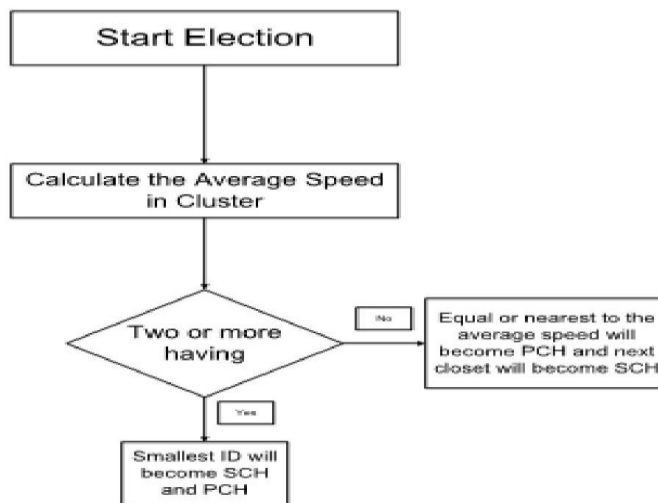 Start Election
Calculate the Average Speed
in Cluster
Two or more
having
No
Equal or nearest to the
average speed will
become PCH and next
closet will become SCH
Yes
Smallest ID will
become SCH
and PCH